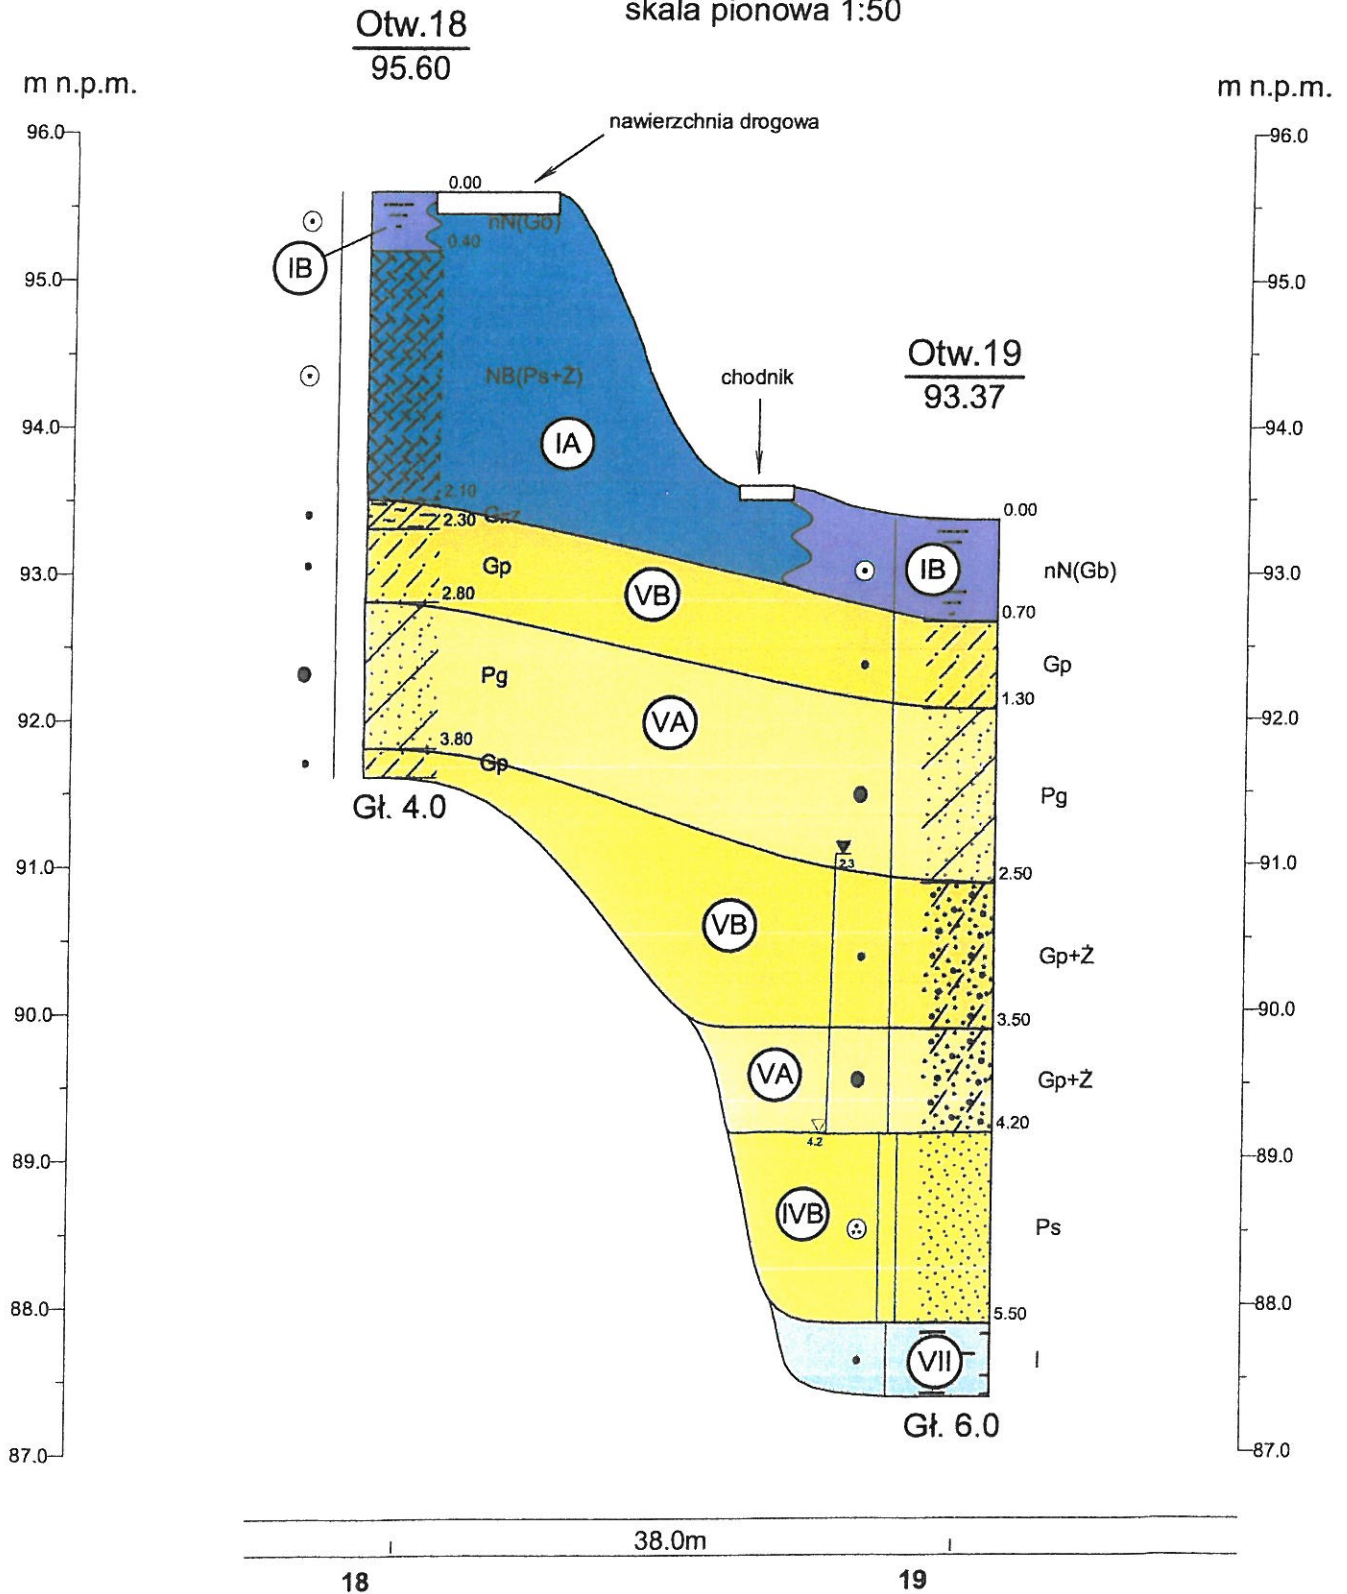 skala pionowa 1:50
Otw.18
95.60
m n.p.m.
m n.p.m.
nawierzchnia drogowa
96.0
96.0
0.00
nN(Gb)
0.40
IB
95.0
95.0
Otw.19
93.37
NB(Ps+Ż)
chodnik
94.0
94.0
IA
2.10
0.00
2.30
Gp
93.0
VB
IB
nN(Gb)
93.0
2.80
0.70
Gp
Pg
1.30
92.0
VA
92.0
3.80
Gp
Gł. 4.0
Pg
91.0
2.3
91.0
2.50
VB
Gp+Ż
90.0
90.0
3.50
VA
Gp+Ż
4.20
4.2
89.0
89.0
IVB
Ps
88.0
88.0
5.50
VII
I
Gł. 6.0
87.0
87.0
38.0m
18
19